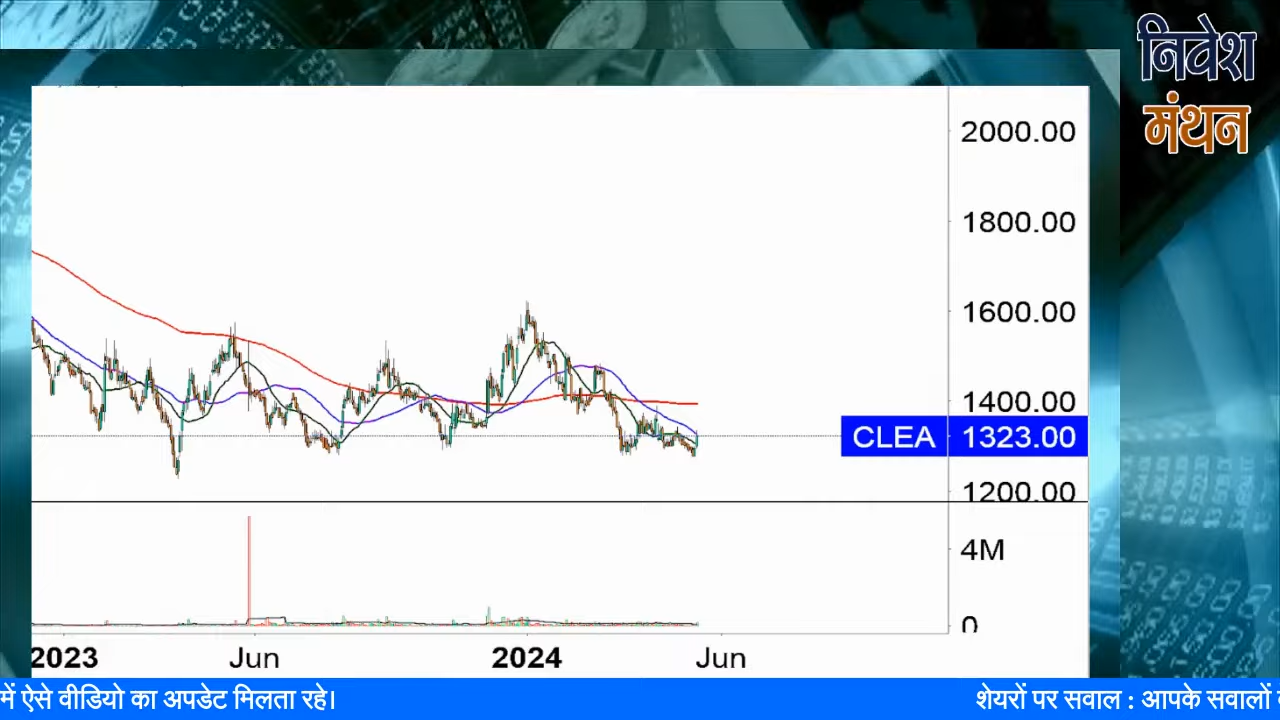 निवेश
मंथन
2000.00
1800.00
1600.00
1400.00
CLEA 1323.00
1200.00
4M
0
2023 Jun 2024 Jun
में ऐसे वीडियो का अपडेट मिलता रहे। शेयरों पर सवाल : आपके सवालों